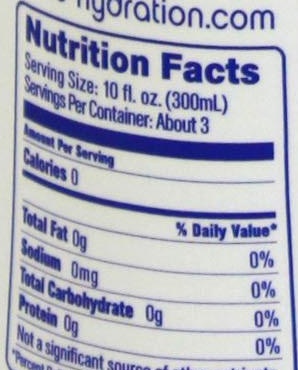 hydration.com
Nutrition Facts
Serving Size: 10 fl. oz. (300mL)
Servings Per Container: About 3
Amount Per Serving
Calories 0
% Daily Value*
Total Fat 0g 0%
Sodium 0mg 0%
Total Carbohydrate 0g 0%
Protein 0g 0%
Not a significant source of
*Percent